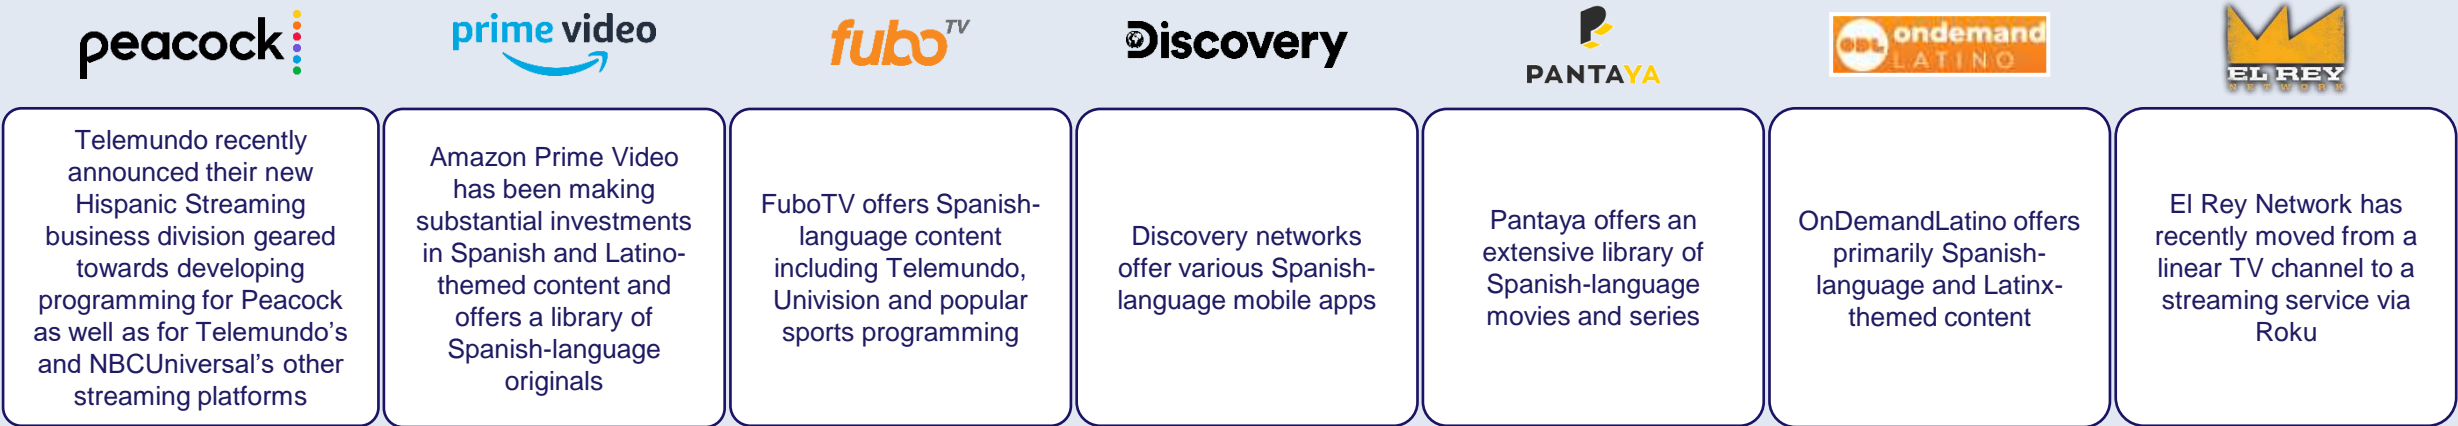 peacock
prime video
fubo TV
Discovery
PANTAYA
ODL ondemand
LATINO
EL REY
NETWORK
Telemundo recently
announced their new
Hispanic Streaming
business division geared
towards developing
programming for Peacock
as well as for Telemundo’s
and NBCUniversal’s other
streaming platforms
Amazon Prime Video
has been making
substantial investments
in Spanish and Latino-
themed content and
offers a library of
Spanish-language
originals
FuboTV offers Spanish-
language content
including Telemundo,
Univision and popular
sports programming
Discovery networks
offer various Spanish-
language mobile apps
Pantaya offers an
extensive library of
Spanish-language
movies and series
OnDemandLatino offers
primarily Spanish-
language and Latinx-
themed content
El Rey Network has
recently moved from a
linear TV channel to a
streaming service via
Roku